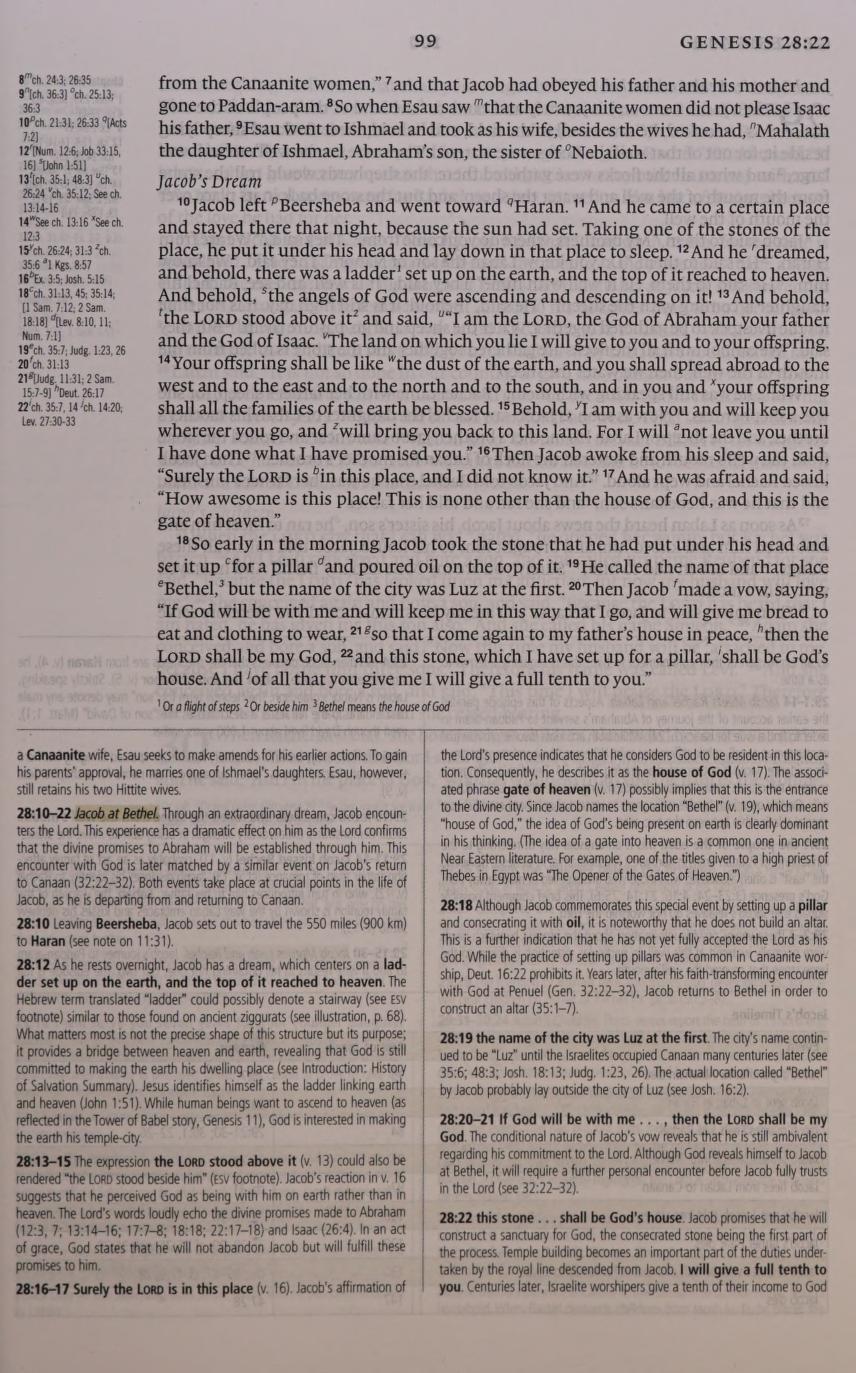 99
GENESIS 28:22
8 m ch. 24:3; 26:35
9 n [ch. 36:3] o ch. 25:13;
36:3
10 p ch. 21:31; 26:33 q [Acts
7:2]
12 r [Num. 12:6; Job 33:15,
16] s [John 1:51]
13 t [ch. 35:1; 48:3] u ch.
26:24 v ch. 35:12; See ch.
13:14-16
14 w See ch. 13:16 x See ch.
12:3
15 y ch. 26:24; 31:3 z ch.
35:6 a 1 Kgs. 8:57
16 b Ex. 3:5; Josh. 5:15
18 c ch. 31:13, 45; 35:14;
[1 Sam. 7:12; 2 Sam.
18:18] d [Lev. 8:10, 11;
Num. 7:1]
19 e ch. 35:7; Judg. 1:23, 26
20 f ch. 31:13
21 g [Judg. 11:31; 2 Sam.
15:7-9] h Deut. 26:17
22 i ch. 35:7, 14 j ch. 14:20;
Lev. 27:30-33
from the Canaanite women,” 7 and that Jacob had obeyed his father and his mother and
gone to Paddan-aram. 8 So when Esau saw m that the Canaanite women did not please Isaac
his father, 9 Esau went to Ishmael and took as his wife, besides the wives he had, n Mahalath
the daughter of Ishmael, Abraham’s son, the sister of o Nebaioth.
Jacob’s Dream
10 Jacob left p Beersheba and went toward q Haran. 11 And he came to a certain place
and stayed there that night, because the sun had set. Taking one of the stones of the
place, he put it under his head and lay down in that place to sleep. 12 And he r dreamed,
and behold, there was a ladder 1 set up on the earth, and the top of it reached to heaven.
And behold, s the angels of God were ascending and descending on it! 13 And behold,
t the LORD stood above it 2 and said, u “I am the LORD, the God of Abraham your father
and the God of Isaac. v The land on which you lie I will give to you and to your offspring.
14 Your offspring shall be like w the dust of the earth, and you shall spread abroad to the
west and to the east and to the north and to the south, and in you and x your offspring
shall all the families of the earth be blessed. 15 Behold, y I am with you and will keep you
wherever you go, and z will bring you back to this land. For I will a not leave you until
I have done what I have promised you.” 16 Then Jacob awoke from his sleep and said,
“Surely the LORD is b in this place, and I did not know it.” 17 And he was afraid and said,
“How awesome is this place! This is none other than the house of God, and this is the
gate of heaven.”
18 So early in the morning Jacob took the stone that he had put under his head and
set it up c for a pillar d and poured oil on the top of it. 19 He called the name of that place
e Bethel, 3 but the name of the city was Luz at the first. 20 Then Jacob f made a vow, saying,
“If God will be with me and will keep me in this way that I go, and will give me bread to
eat and clothing to wear, 21 g so that I come again to my father’s house in peace, h then the
LORD shall be my God, 22 and this stone, which I have set up for a pillar, i shall be God’s
house. And j of all that you give me I will give a full tenth to you.”
1 Or a flight of steps 2 Or beside him 3 Bethel means the house of God
a Canaanite wife, Esau seeks to make amends for his earlier actions. To gain
his parents’ approval, he marries one of Ishmael’s daughters. Esau, however,
still retains his two Hittite wives.
28:10–22 Jacob at Bethel. Through an extraordinary dream, Jacob encoun-
ters the Lord. This experience has a dramatic effect on him as the Lord confirms
that the divine promises to Abraham will be established through him. This
encounter with God is later matched by a similar event on Jacob’s return
to Canaan (32:22–32). Both events take place at crucial points in the life of
Jacob, as he is departing from and returning to Canaan.
28:10 Leaving Beersheba, Jacob sets out to travel the 550 miles (900 km)
to Haran (see note on 11:31).
28:12 As he rests overnight, Jacob has a dream, which centers on a lad-
der set up on the earth, and the top of it reached to heaven. The
Hebrew term translated “ladder” could possibly denote a stairway (see ESV
footnote) similar to those found on ancient ziggurats (see illustration, p. 68).
What matters most is not the precise shape of this structure but its purpose;
it provides a bridge between heaven and earth, revealing that God is still
committed to making the earth his dwelling place (see Introduction: History
of Salvation Summary). Jesus identifies himself as the ladder linking earth
and heaven (John 1:51). While human beings want to ascend to heaven (as
reflected in the Tower of Babel story, Genesis 11), God is interested in making
the earth his temple-city.
28:13–15 The expression the LORD stood above it (v. 13) could also be
rendered “the LORD stood beside him” (ESV footnote). Jacob’s reaction in v. 16
suggests that he perceived God as being with him on earth rather than in
heaven. The Lord’s words loudly echo the divine promises made to Abraham
(12:3, 7; 13:14–16; 17:7–8; 18:18; 22:17–18) and Isaac (26:4). In an act
of grace, God states that he will not abandon Jacob but will fulfill these
promises to him.
28:16–17 Surely the LORD is in this place (v. 16). Jacob’s affirmation of
the Lord’s presence indicates that he considers God to be resident in this loca-
tion. Consequently, he describes it as the house of God (v. 17). The associ-
ated phrase gate of heaven (v. 17) possibly implies that this is the entrance
to the divine city. Since Jacob names the location “Bethel” (v. 19), which means
“house of God,” the idea of God’s being present on earth is clearly dominant
in his thinking. (The idea of a gate into heaven is a common one in ancient
Near Eastern literature. For example, one of the titles given to a high priest of
Thebes in Egypt was “The Opener of the Gates of Heaven.”)
28:18 Although Jacob commemorates this special event by setting up a pillar
and consecrating it with oil, it is noteworthy that he does not build an altar.
This is a further indication that he has not yet fully accepted the Lord as his
God. While the practice of setting up pillars was common in Canaanite wor-
ship, Deut. 16:22 prohibits it. Years later, after his faith-transforming encounter
with God at Penuel (Gen. 32:22–32), Jacob returns to Bethel in order to
construct an altar (35:1–7).
28:19 the name of the city was Luz at the first. The city’s name contin-
ued to be “Luz” until the Israelites occupied Canaan many centuries later (see
35:6; 48:3; Josh. 18:13; Judg. 1:23, 26). The actual location called “Bethel”
by Jacob probably lay outside the city of Luz (see Josh. 16:2).
28:20–21 If God will be with me . . . , then the LORD shall be my
God. The conditional nature of Jacob’s vow reveals that he is still ambivalent
regarding his commitment to the Lord. Although God reveals himself to Jacob
at Bethel, it will require a further personal encounter before Jacob fully trusts
in the Lord (see 32:22–32).
28:22 this stone . . . shall be God’s house. Jacob promises that he will
construct a sanctuary for God, the consecrated stone being the first part of
the process. Temple building becomes an important part of the duties under-
taken by the royal line descended from Jacob. I will give a full tenth to
you. Centuries later, Israelite worshipers give a tenth of their income to God